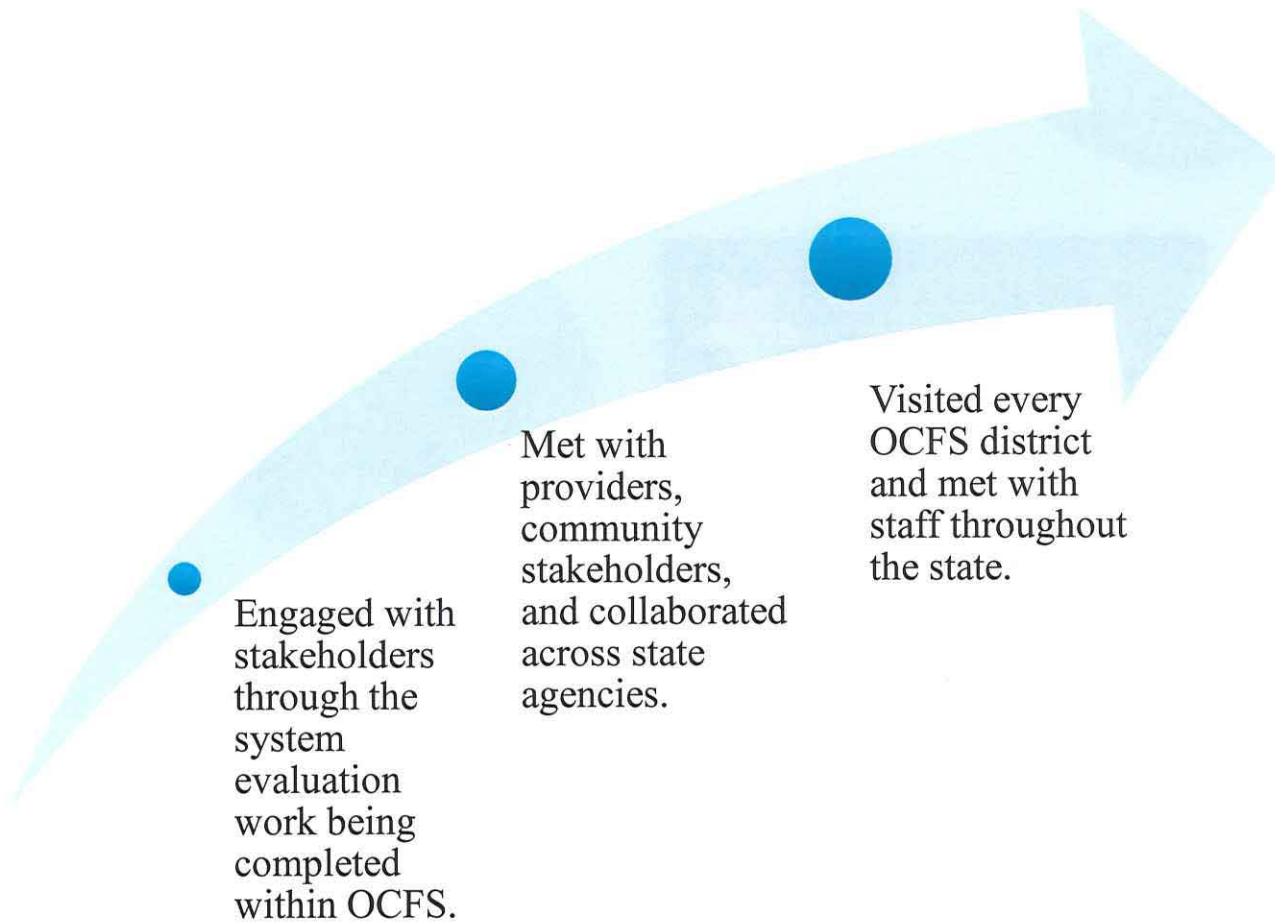 Engaged with
stakeholders
through the
system
evaluation
work being
completed
within OCFS.
Met with
providers,
community
stakeholders,
and collaborated
across state
agencies.
Visited every
OCFS district
and met with
staff throughout
the state.